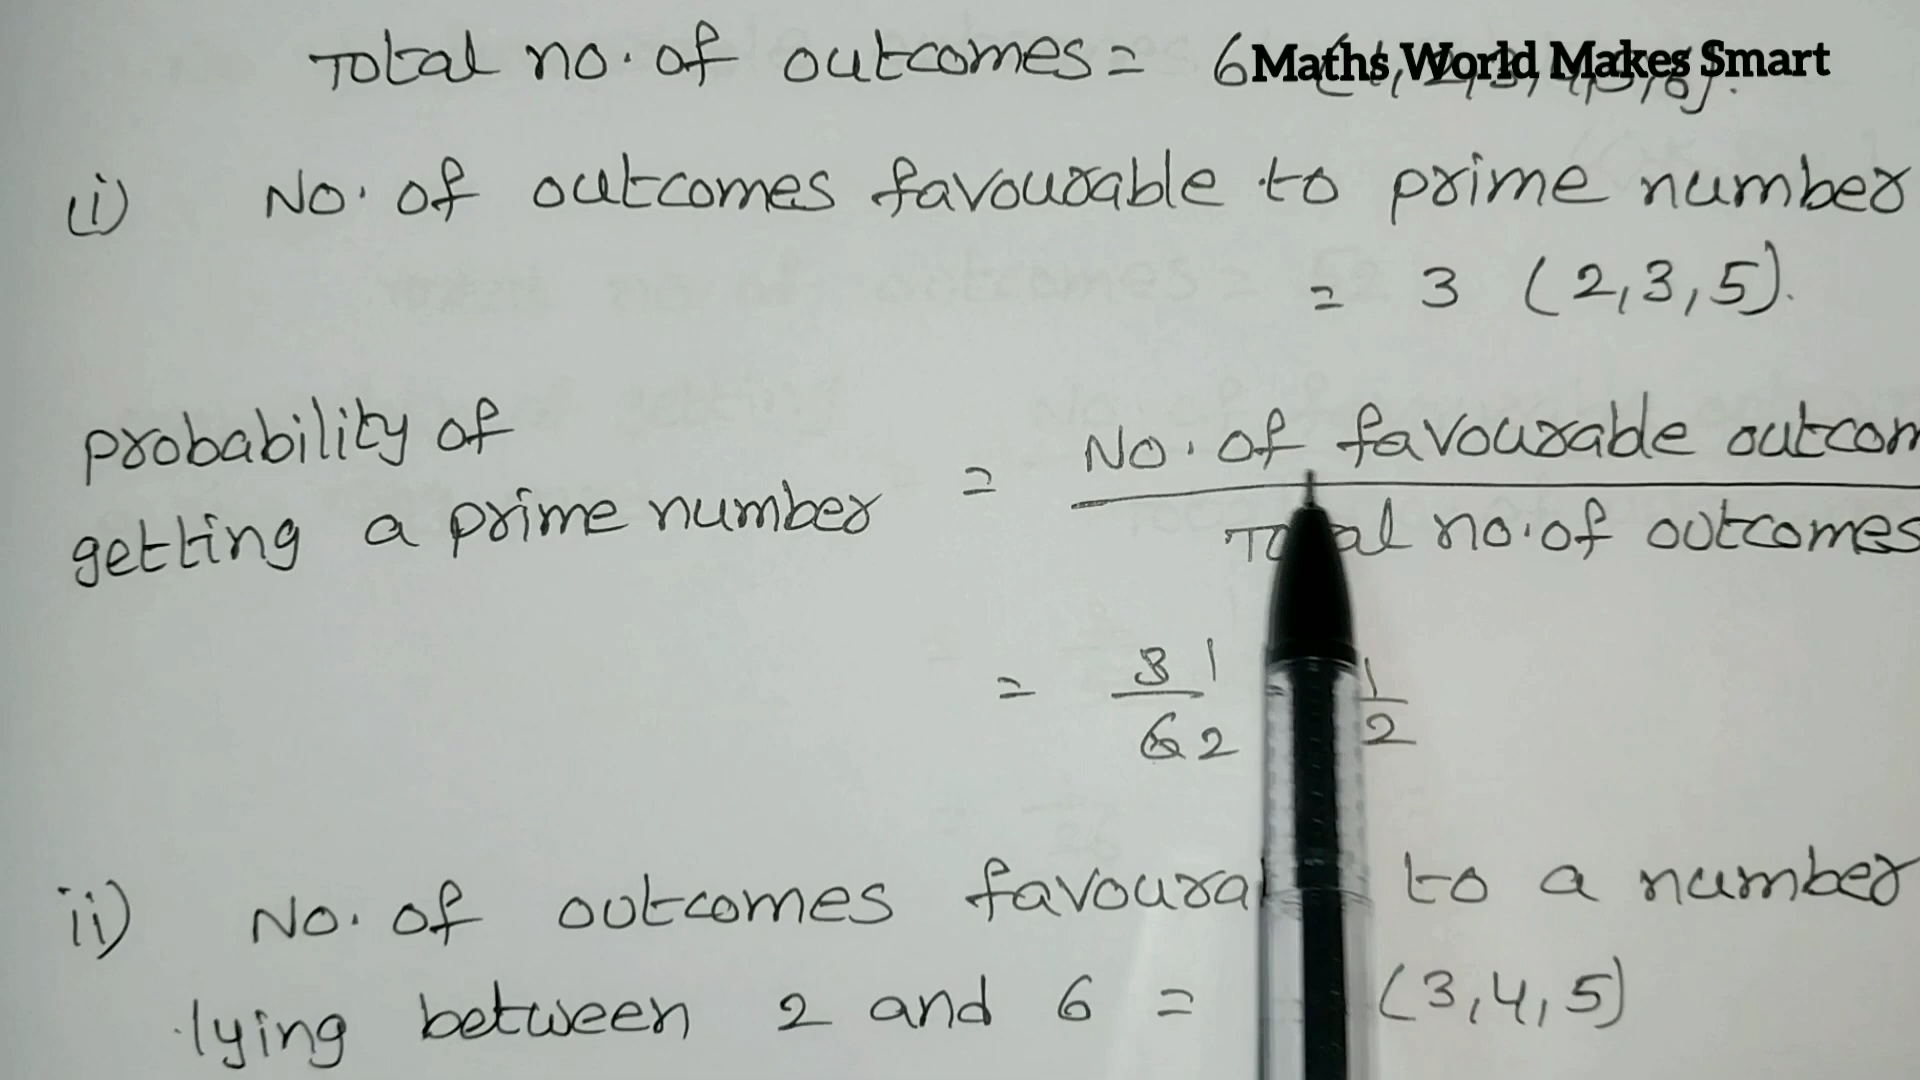 Total no. of outcomes = 6 Maths World Makes Smart
(i) No. of outcomes favourable to prime number
= 3 (2,3,5).
probability of
getting a prime number = No. of favourable outcom
Total no. of outcomes
= 3 1
6 2
1
2
ii) No. of outcomes favoura to a number
lying between 2 and 6 = (3,4,5)